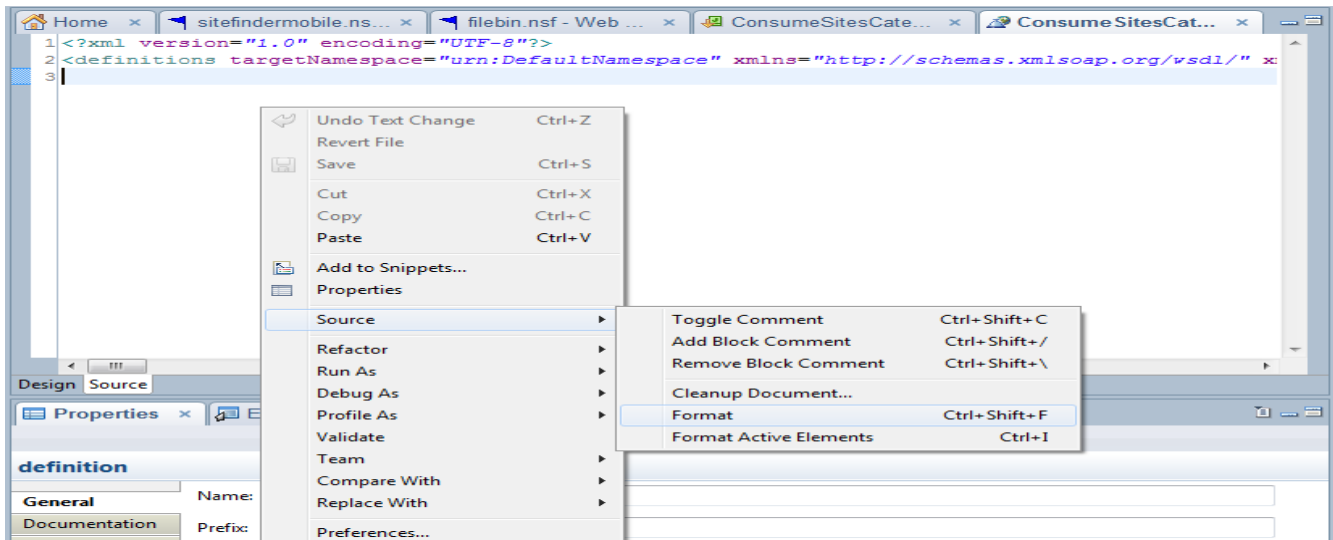 Home sitefindermobile.ns... filebin.nsf - Web ... ConsumeSitesCate... ConsumeSitesCat...
1 <?xml version="1.0" encoding="UTF-8"?>
2 <definitions targetNamespace="urn:DefaultNamespace" xmlns="http://schemas.xmlsoap.org/wsdl/" x
3
Undo Text Change Ctrl+Z
Revert File
Save Ctrl+S
Cut Ctrl+X
Copy Ctrl+C
Paste Ctrl+V
Add to Snippets...
Properties
Source
Refactor
Run As
Debug As
Profile As
Validate
Team
Compare With
Replace With
Preferences...
Toggle Comment Ctrl+Shift+C
Add Block Comment Ctrl+Shift+/
Remove Block Comment Ctrl+Shift+\
Cleanup Document...
Format Ctrl+Shift+F
Format Active Elements Ctrl+I
Design Source
Properties E
definition
General Name:
Documentation Prefix: